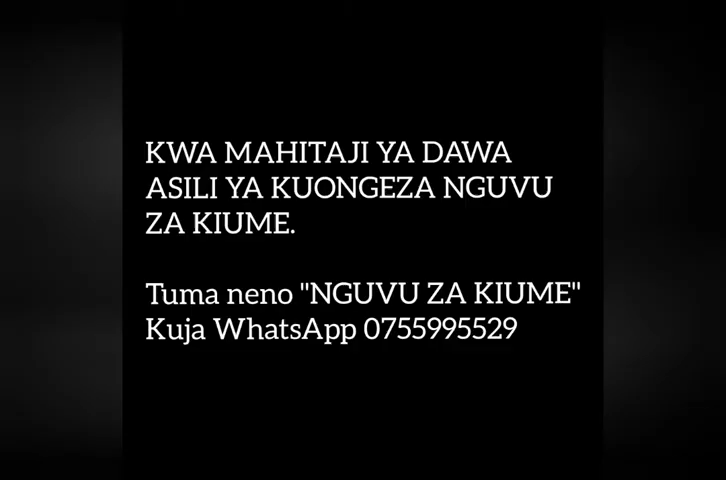 KWA MAHITAJI YA DAWA
ASILI YA KUONGEZA NGUVU
ZA KIUME.
Tuma neno "NGUVU ZA KIUME"
Kuja WhatsApp 0755995529